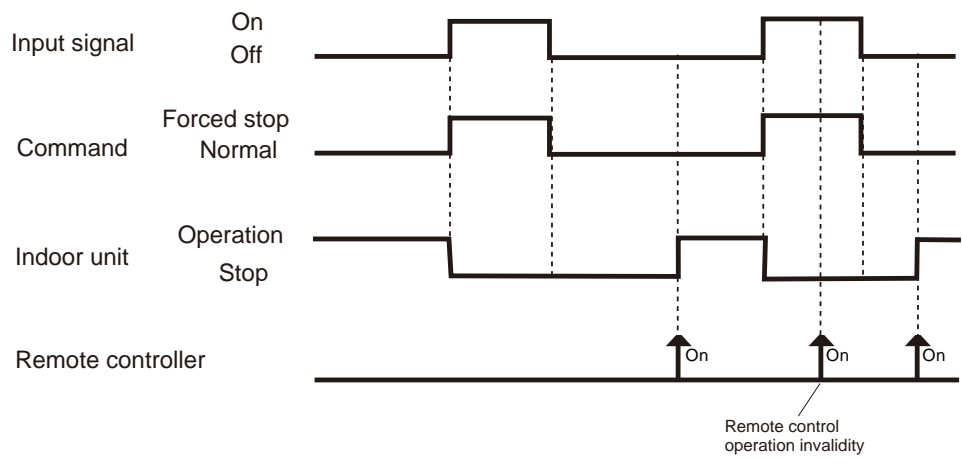 On
Input signal
Off
Forced stop
Command
Normal
Operation
Indoor unit
Stop
On
On
On
Remote controller
Remote control
operation invalidity